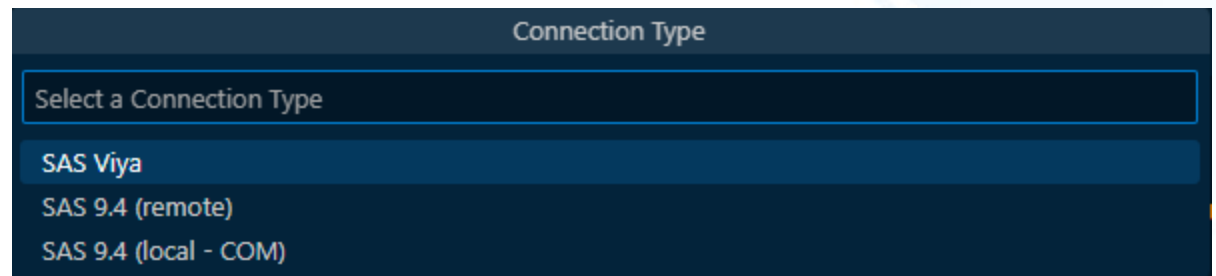 Connection Type
Select a Connection Type
SAS Viya
SAS 9.4 (remote)
SAS 9.4 (local - COM)